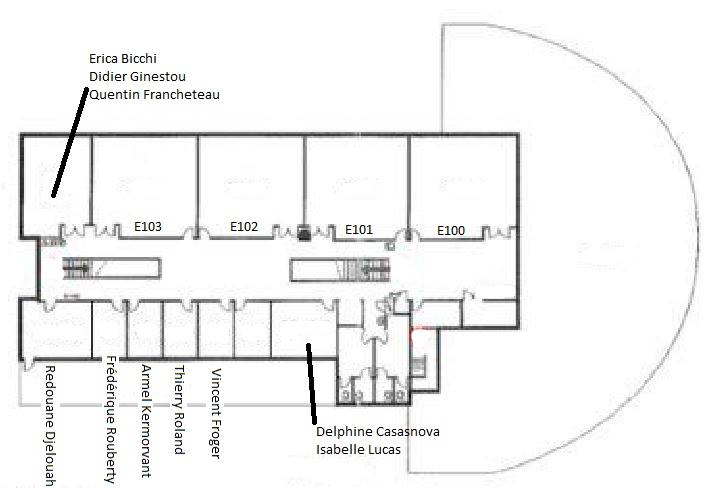 Erica Bicchi
Didier Ginestou
Quentin Francheteau
E103
E102
E101
E100
Redouane Djelouah
Frédérique Rouberty
Armel Kermorvant
Thierry Roland
Vincent Froger
Delphine Casasnova
Isabelle Lucas